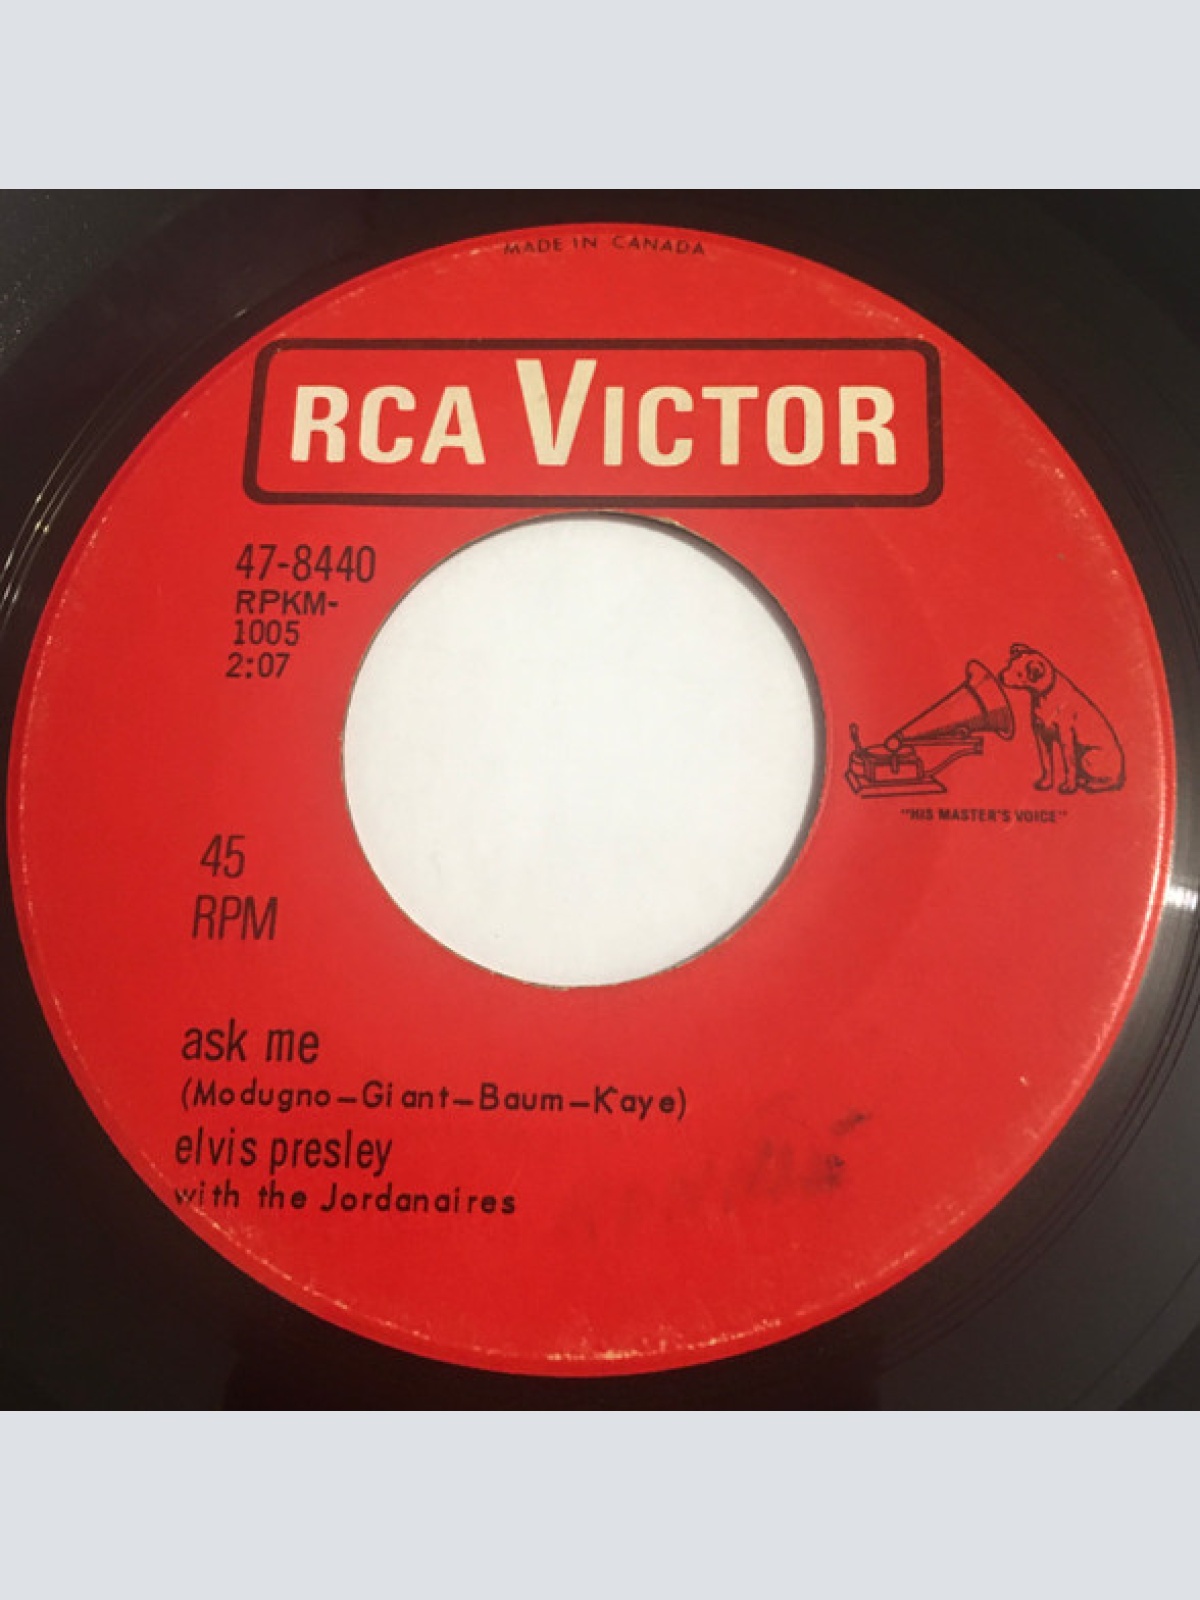 MADE IN CANADA
RCA VICTOR
47-8440
RPKM-
1005
2:07
"HIS MASTER'S VOICE"
45
RPM
ask me
(Modugno-Giant-Baum-Kaye)
elvis presley
with the Jordanaires